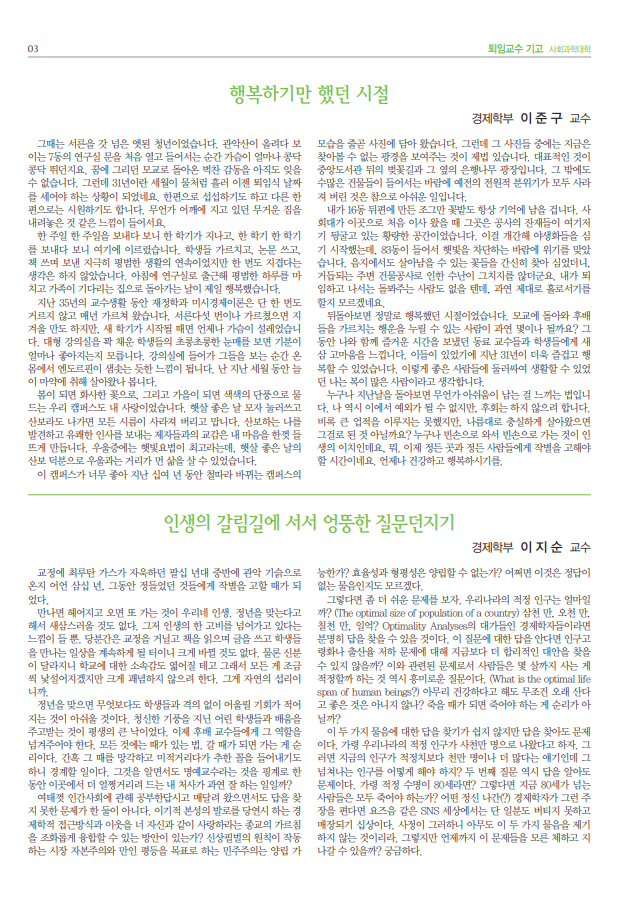 03
퇴임교수 기고 사회과학대학
행복하기만 했던 시절
경제학부 이 준 구 교수
그때는 서른을 갓 넘은 앳된 청년이었습니다. 관악산이 올려다 보
이는 7동의 연구실 문을 처음 열고 들어서는 순간 가슴이 얼마나 콩닥
콩닥 뛰던지요. 꿈에 그리던 모교로 돌아온 벅찬 감동을 아직도 잊을
수 없습니다. 그런데 31년이란 세월이 물처럼 흘러 이젠 퇴임식 날짜
를 세어야 하는 상황이 되었네요. 한편으로 섭섭하기도 하고 다른 한
편으로는 시원하기도 합니다. 무언가 어깨에 지고 있던 무거운 짐을
내려놓은 것 같은 느낌이 들어서요.
한 주일 한 주일을 보내다 보니 한 학기가 지나고, 한 학기 한 학기
를 보내다 보니 여기에 이르렀습니다. 학생들 가르치고, 논문 쓰고,
책 쓰며 보낸 지극히 평범한 생활의 연속이었지만 한 번도 지겹다는
생각은 하지 않았습니다. 아침에 연구실로 출근해 평범한 하루를 마
치고 가족이 기다리는 집으로 돌아가는 날이 제일 행복했습니다.
지난 35년의 교수생활 동안 재정학과 미시경제이론은 단 한 번도
거르지 않고 매년 가르쳐 왔습니다. 서른다섯 번이나 가르쳤으면 지
겨울 만도 하지만, 새 학기가 시작될 때면 언제나 가슴이 설레었습니
다. 대형 강의실을 꽉 채운 학생들의 초롱초롱한 눈매를 보면 기분이
얼마나 좋아지는지 모릅니다. 강의실에 들어가 그들을 보는 순간 온
몸에서 엔도르핀이 샘솟는 듯한 느낌이 됩니다. 난 지난 세월 동안 늘
이 마약에 취해 살아왔나 봅니다.
봄이 되면 화사한 꽃으로, 그리고 가을이 되면 색색의 단풍으로 물
드는 우리 캠퍼스도 내 사랑이었습니다. 햇살 좋은 날 모자 눌러쓰고
산보라도 나가면 모든 시름이 사라져 버리고 맙니다. 산보하는 나를
발견하고 유쾌한 인사를 보내는 제자들과의 교감은 내 마음을 한껏 들
뜨게 만듭니다. 우울증에는 햇빛요법이 최고라는데, 햇살 좋은 날의
산보 덕분으로 우울과는 거리가 먼 삶을 살 수 있었습니다.
이 캠퍼스가 너무 좋아 지난 십여 년 동안 철따라 바뀌는 캠퍼스의
모습을 줄곧 사진에 담아 왔습니다. 그런데 그 사진들 중에는 지금은
찾아볼 수 없는 광경을 보여주는 것이 제법 있습니다. 대표적인 것이
중앙도서관 뒤의 벚꽃길과 그 옆의 은행나무 광장입니다. 그 밖에도
수많은 건물들이 들어서는 바람에 예전의 전원적 분위기가 모두 사라
져 버린 것은 참으로 아쉬운 일입니다.
내가 16동 뒤편에 만든 조그만 꽃밭도 항상 기억에 남을 겁니다. 사
회대가 이곳으로 처음 이사 왔을 때 그곳은 공사의 잔재들이 여기저
기 뒹굴고 있는 황량한 공간이었습니다. 이걸 개간해 야생화들을 심
기 시작했는데, 83동이 들어서 햇빛을 차단하는 바람에 위기를 맞았
습니다. 음지에서도 살아남을 수 있는 꽃들을 간신히 찾아 심었더니,
거듭되는 주변 건물공사로 인한 수난이 그치지를 않더군요. 내가 퇴
임하고 나서는 돌봐주는 사람도 없을 텐데, 과연 제대로 홀로서기를
할지 모르겠네요.
뒤돌아보면 정말로 행복했던 시절이었습니다. 모교에 돌아와 후배
들을 가르치는 행운을 누릴 수 있는 사람이 과연 몇이나 될까요? 그
동안 나와 함께 즐거운 시간을 보냈던 동료 교수들과 학생들에게 새
삼 고마움을 느낍니다. 이들이 있었기에 지난 31년이 더욱 즐겁고 행
복할 수 있었습니다. 이렇게 좋은 사람들에 둘러싸여 생활할 수 있었
던 나는 복이 많은 사람이라고 생각합니다.
누구나 지난날을 돌아보면 무언가 아쉬움이 남는 걸 느끼는 법입니
다. 나 역시 이에서 예외가 될 수 없지만, 후회는 하지 않으려 합니다.
비록 큰 업적을 이루지는 못했지만, 나름대로 충실하게 살아왔으면
그걸로 된 것 아닐까요? 누구나 빈손으로 와서 빈손으로 가는 것이 인
생의 이치인데요. 뭐. 이제 정든 곳과 정든 사람들에게 작별을 고해야
할 시간이네요. 언제나 건강하고 행복하시기를.
인생의 갈림길에 서서 엉뚱한 질문던지기
경제학부 이 지 순 교수
교정에 최루탄 가스가 자욱하던 팔십 년대 중반에 관악 기슭으로
온지 어언 삼십 년, 그동안 정들었던 것들에게 작별을 고할 때가 되
었다.
만나면 헤어지고 오면 또 가는 것이 우리네 인생. 정년을 맞는다고
해서 새삼스러울 것도 없다. 그저 인생의 한 고비를 넘어가고 있다는
느낌이 들 뿐. 당분간은 교정을 거닐고 책을 읽으며 글을 쓰고 학생들
을 만나는 일상을 계속하게 될 터이니 크게 바뀔 것도 없다. 물론 신분
이 달라지니 학교에 대한 소속감도 엷어질 테고 그래서 모든 게 조금
씩 낯설어지겠지만 크게 괘념하지 않으려 한다. 그게 자연의 섭리이
니까.
정년을 맞으면 무엇보다도 학생들과 격의 없이 어울릴 기회가 적어
지는 것이 아쉬울 것이다. 청신한 기풍을 지닌 어린 학생들과 배움을
주고받는 것이 평생의 큰 낙이었다. 이제 후배 교수들에게 그 역할을
넘겨주어야 한다. 모든 것에는 때가 있는 법. 갈 때가 되면 가는 게 순
리이다. 간혹 그 때를 망각하고 미적거리다가 추한 꼴을 들어내기도
하니 경계할 일이다. 그것을 알면서도 명예교수라는 것을 핑계로 한
동안 이곳에서 더 얼쩡거리려 드는 내 처사가 과연 잘 하는 일일까?
여태껏 인간사회에 관해 공부한답시고 매달려 왔으면서도 답을 찾
지 못한 문제가 한 둘이 아니다. 이기적 본성의 발로를 당연시 하는 경
제학적 접근방식과 이웃을 너 자신과 같이 사랑하라는 종교의 가르침
을 조화롭게 융합할 수 있는 방안이 있는가? 신상필벌의 원칙이 작동
하는 시장 자본주의와 만인 평등을 목표로 하는 민주주의는 양립 가
능한가? 효율성과 형평성은 양립할 수 없는가? 어쩌면 이것은 정답이
없는 물음인지도 모르겠다.
그렇다면 좀 더 쉬운 문제를 보자. 우리나라의 적정 인구는 얼마일
까? (The optimal size of population of a country) 삼천 만, 오천 만,
칠천 만, 일억? Optimality Analyses의 대가들인 경제학자들이라면
분명히 답을 찾을 수 있을 것이다. 이 질문에 대한 답을 안다면 인구고
령화나 출산율 저하 문제에 대해 지금보다 더 합리적인 대안을 찾을
수 있지 않을까? 이와 관련된 문제로서 사람들은 몇 살까지 사는 게
적정할까 하는 것 역시 흥미로운 질문이다. (What is the optimal life
span of human beings?) 아무리 건강하다고 해도 무조건 오래 산다
고 좋은 것은 아니지 않나? 죽을 때가 되면 죽어야 하는 게 순리가 아
닐까?
이 두 가지 물음에 대한 답을 찾기가 쉽지 않지만 답을 찾아도 문제
이다. 가령 우리나라의 적정 인구가 사천만 명으로 나왔다고 하자. 그
러면 지금의 인구가 적정치보다 천만 명이나 더 많다는 얘기인데 그
넘쳐나는 인구를 어떻게 해야 하지? 두 번째 질문 역시 답을 알아도
문제이다. 가령 적정 수명이 80세라면? 그렇다면 지금 80세가 넘는
사람들은 모두 죽어야 하는가? 어떤 정신 나간(?) 경제학자가 그런 주
장을 편다면 요즈음 같은 SNS 세상에서는 단 일분도 버티지 못하고
매장되기 십상이다. 사정이 그러하니 아무도 이 두 가지 물음을 제기
하지 않는 것이리라. 그렇지만 언제까지 이 문제들을 모른 체하고 지
나갈 수 있을까? 궁금하다.